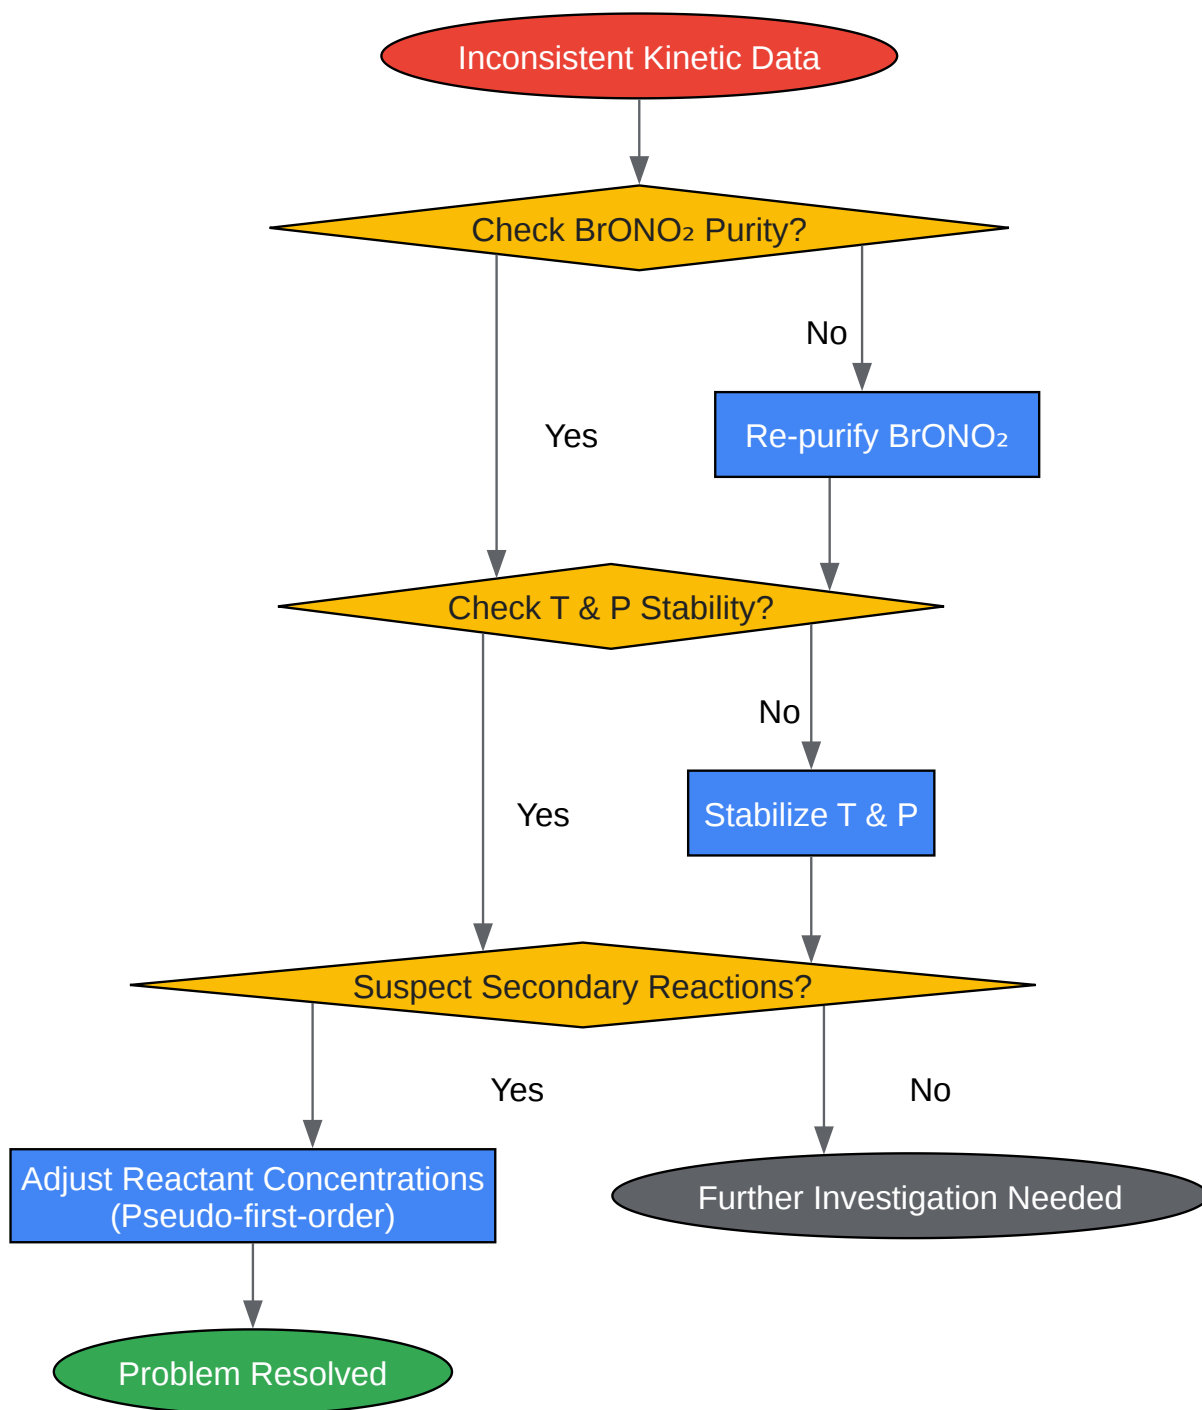 Inconsistent Kinetic Data
Check BrONO₂ Purity?
No
Yes
Re-purify BrONO₂
Check T & P Stability?
No
Yes
Stabilize T & P
Suspect Secondary Reactions?
Yes
No
Adjust Reactant Concentrations
(Pseudo-first-order)
Further Investigation Needed
Problem Resolved